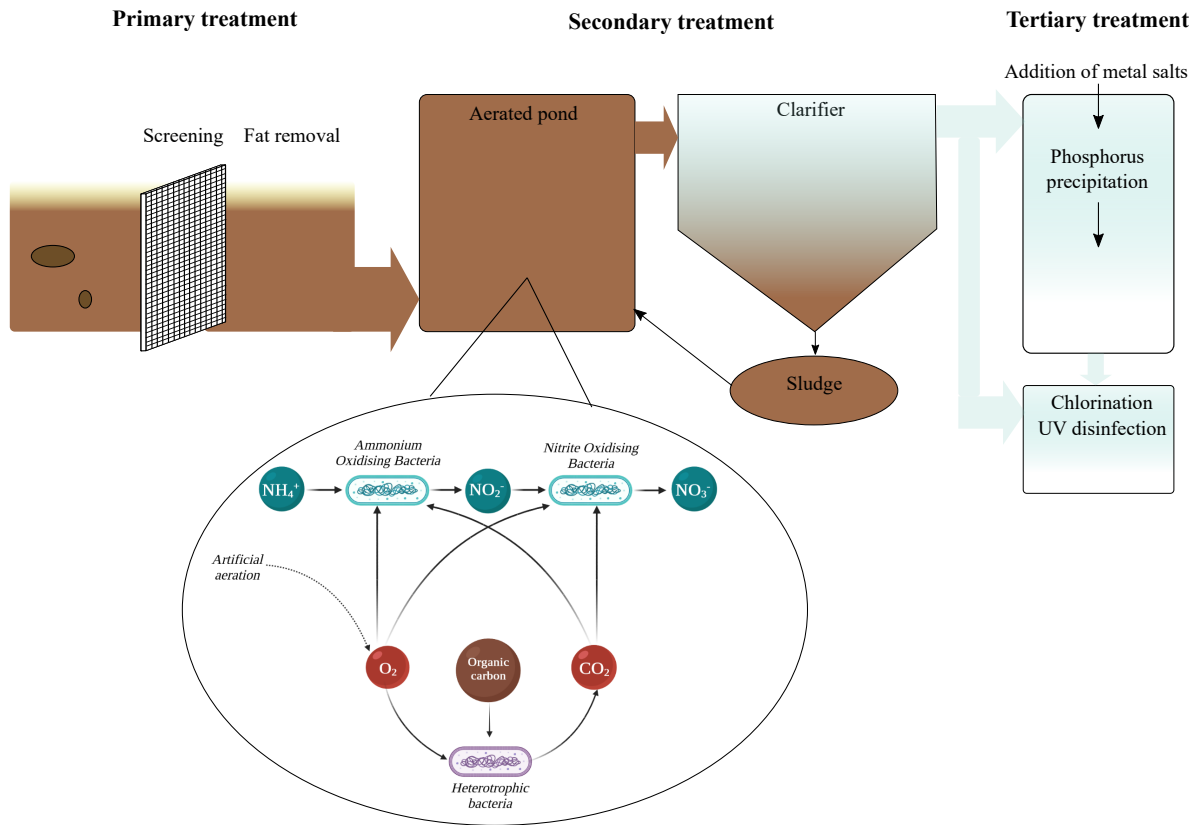 Primary treatment
Secondary treatment
Tertiary treatment
Addition of metal salts
Screening
Fat removal
Aerated pond
Clarifier
Phosphorus
precipitation
Sludge
Chlorination
UV disinfection
Ammonium
Oxidising Bacteria
Nitrite Oxidising
Bacteria
NH₄⁺
NO₂⁻
NO₃⁻
Artificial
aeration
O₂
Organic
carbon
CO₂
Heterotrophic
bacteria